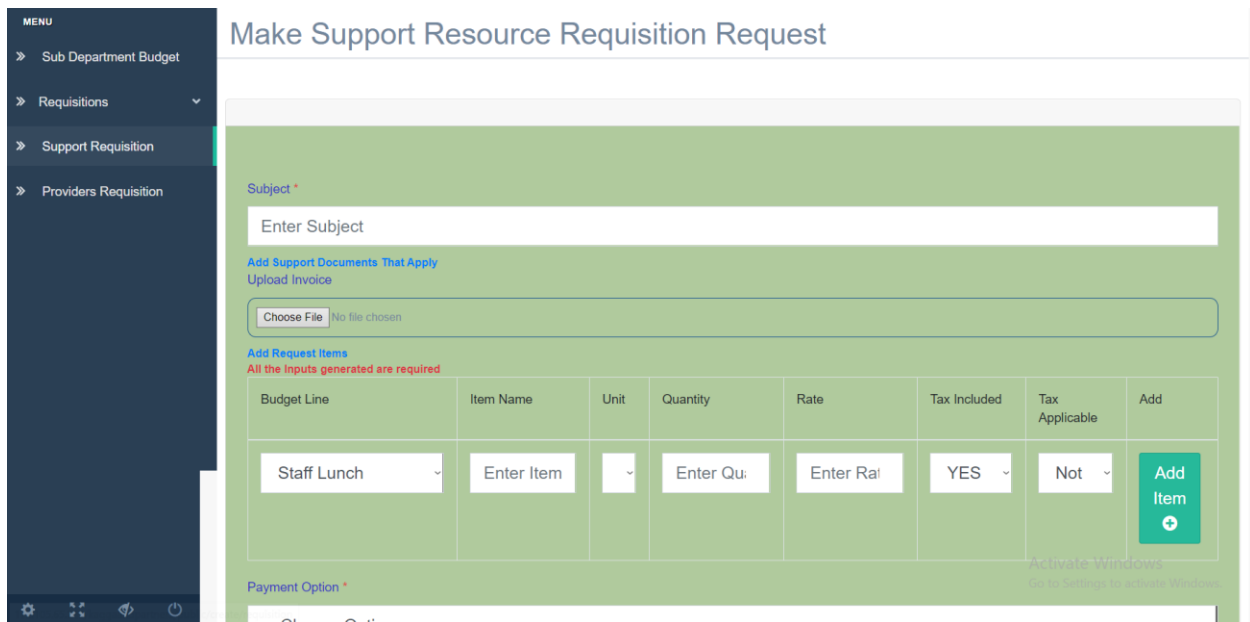 MENU
Sub Department Budget
Requisitions
Support Requisition
Providers Requisition
Make Support Resource Requisition Request
Subject *
Enter Subject
Add Support Documents That Apply
Upload Invoice
Choose File No file chosen
Add Request Items
All the Inputs generated are required
Budget Line Item Name Unit Quantity Rate Tax Included Tax Applicable Add
Staff Lunch Enter Item Enter Qu Enter Rat YES Not Add Item
Activate Windows
Go to Settings to activate Windows.
Payment Option *